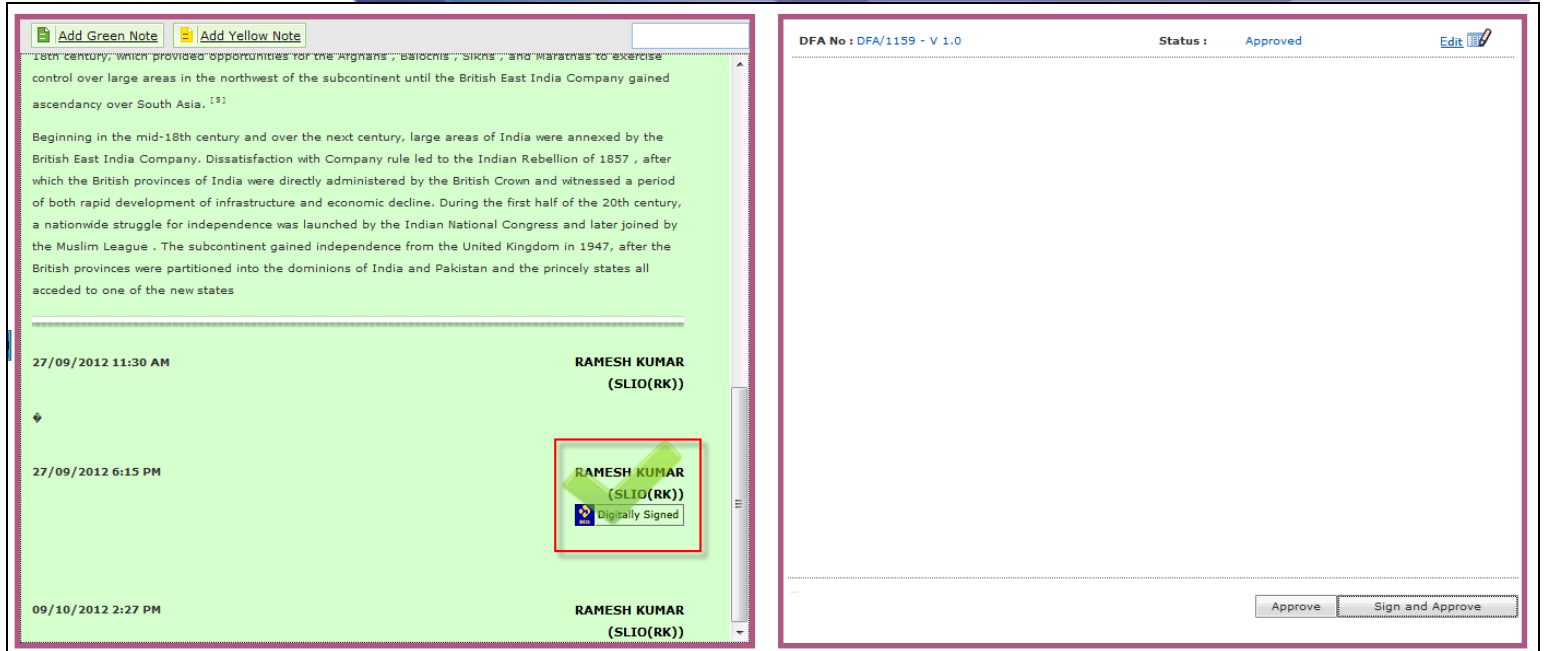 Add Green Note Add Yellow Note
18th century, which provided opportunities for the Afghans , Balochis , Sikhs , and Marathas to exercise
control over large areas in the northwest of the subcontinent until the British East India Company gained
ascendancy over South Asia. [5]
Beginning in the mid-18th century and over the next century, large areas of India were annexed by the
British East India Company. Dissatisfaction with Company rule led to the Indian Rebellion of 1857 , after
which the British provinces of India were directly administered by the British Crown and witnessed a period
of both rapid development of infrastructure and economic decline. During the first half of the 20th century,
a nationwide struggle for independence was launched by the Indian National Congress and later joined by
the Muslim League . The subcontinent gained independence from the United Kingdom in 1947, after the
British provinces were partitioned into the dominions of India and Pakistan and the princely states all
acceded to one of the new states
27/09/2012 11:30 AM RAMESH KUMAR
(SLIO(RK))
�
27/09/2012 6:15 PM RAMESH KUMAR
(SLIO(RK))
Digitally Signed
09/10/2012 2:27 PM RAMESH KUMAR
(SLIO(RK))
DFA No : DFA/1159 - V 1.0 Status : Approved Edit
Approve Sign and Approve